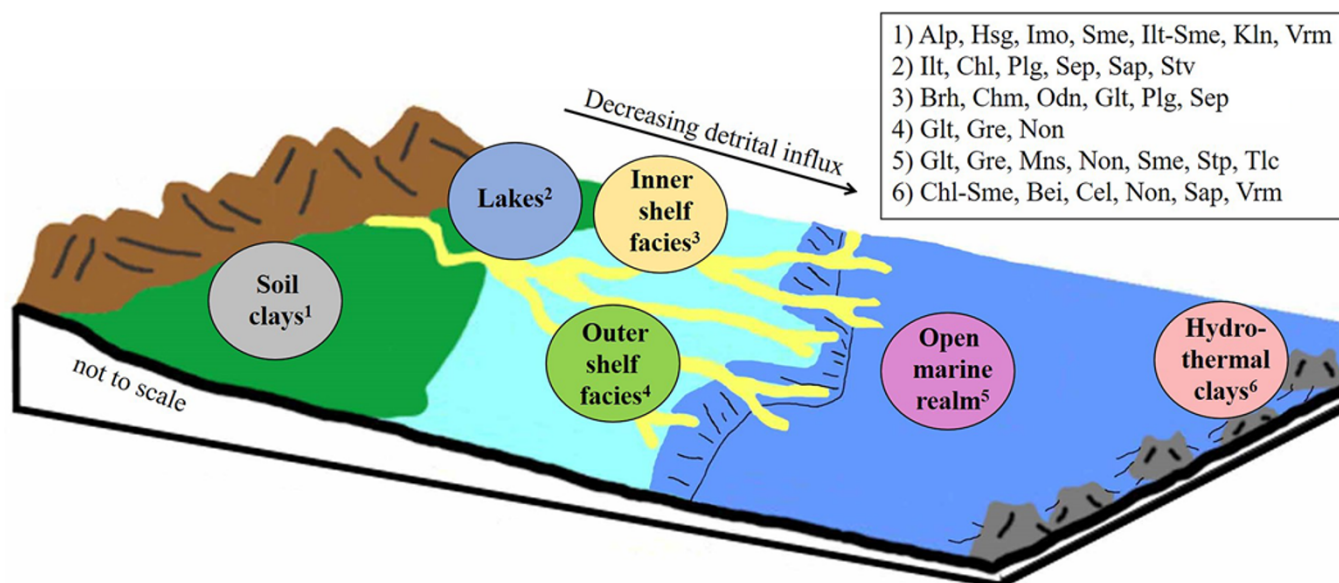 1) Alp, Hsg, Imo, Sme, Ilt-Sme, Kln, Vrm
2) Ilt, Chl, Plg, Sep, Sap, Stv
3) Brh, Chm, Odn, Glt, Plg, Sep
4) Glt, Gre, Non
5) Glt, Gre, Mns, Non, Sme, Stp, Tlc
6) Chl-Sme, Bei, Cel, Non, Sap, Vrm
Decreasing detrital influx
Lakes²
Inner
shelf
facies³
Soil
clays¹
Outer
shelf
facies⁴
Open
marine
realm⁵
Hydro-
thermal
clays⁶
not to scale